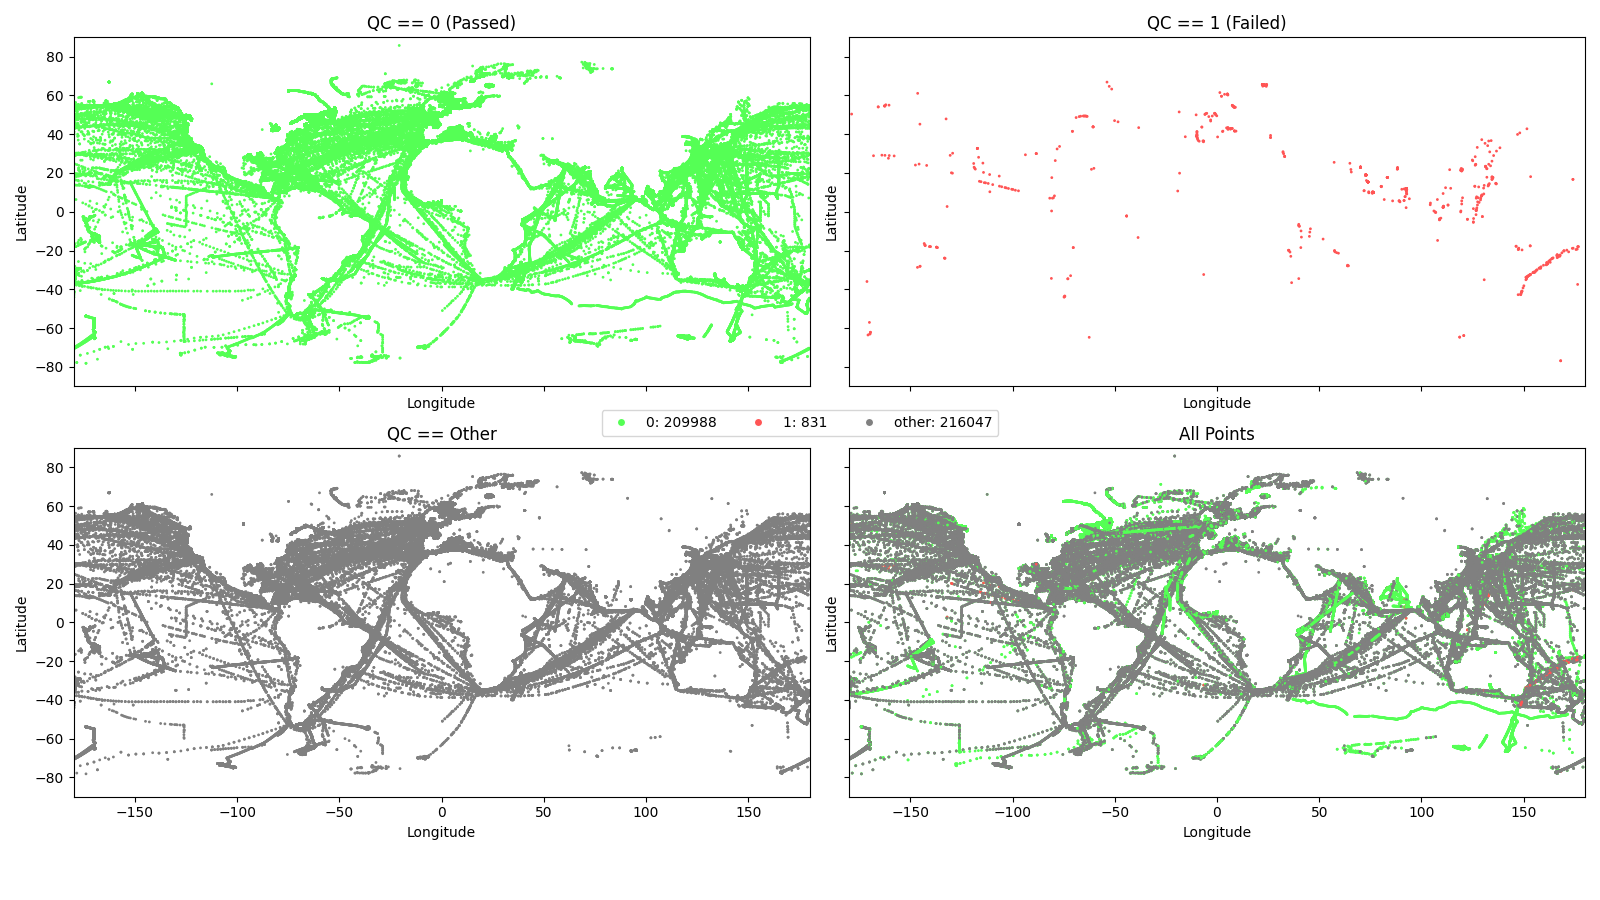 QC == 0 (Passed)
QC == 1 (Failed)
80
60
40
20
0
−20
−40
−60
−80
Latitude
Longitude
Latitude
Longitude
0: 209988
1: 831
other: 216047
QC == Other
All Points
80
60
40
20
0
−20
−40
−60
−80
Latitude
−150
−100
−50
0
50
100
150
Longitude
Latitude
−150
−100
−50
0
50
100
150
Longitude